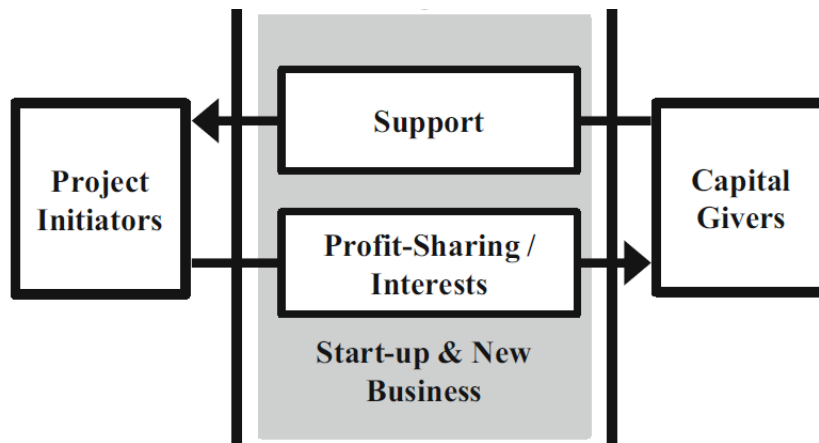 Support
Project
Initiators
Capital
Givers
Profit-Sharing /
Interests
Start-up & New
Business